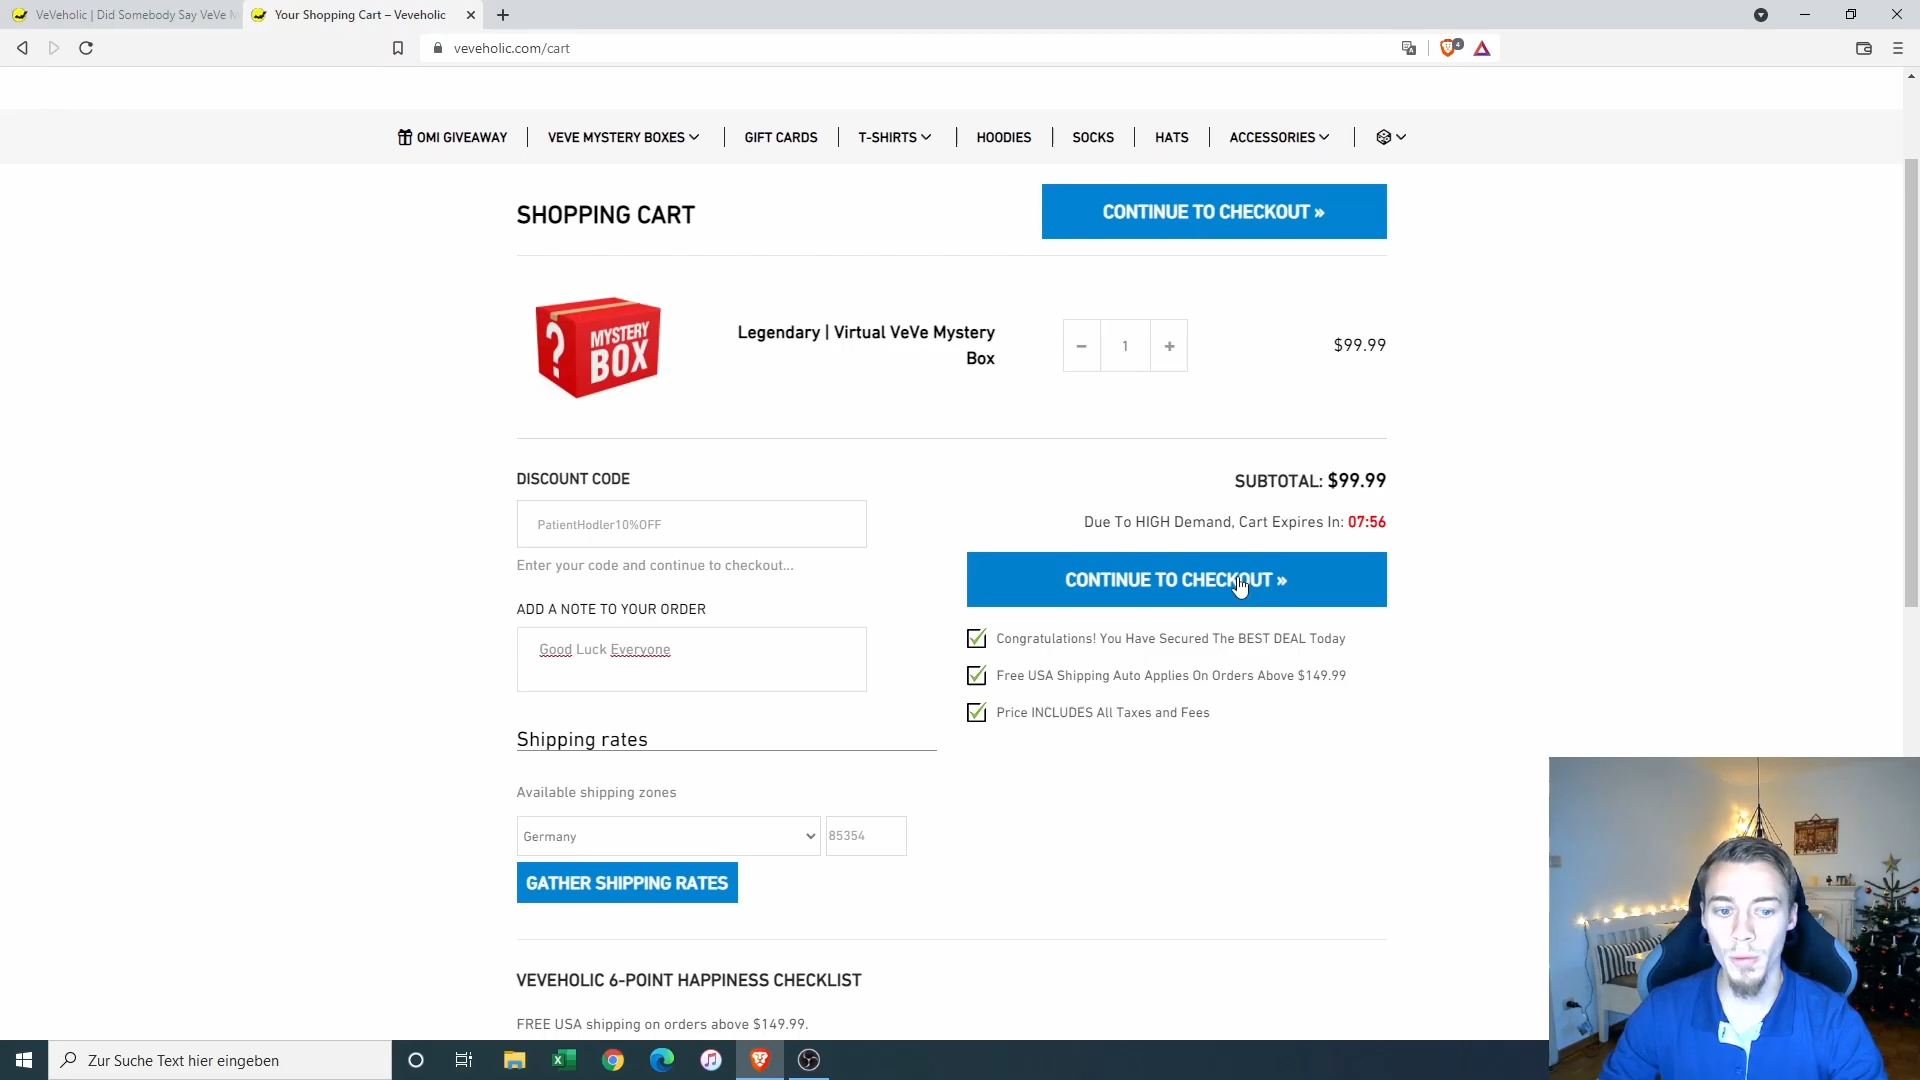 VeVeholic | Did Somebody Say VeVe
Your Shopping Cart – Veveholic
veveholic.com/cart
4
OMI GIVEAWAY
VEVE MYSTERY BOXES
GIFT CARDS
T-SHIRTS
HOODIES
SOCKS
HATS
ACCESSORIES
SHOPPING CART
CONTINUE TO CHECKOUT »
?
MYSTERY
BOX
Legendary | Virtual VeVe Mystery
Box
− 1 +
$99.99
DISCOUNT CODE
PatientHodler10%OFF
Enter your code and continue to checkout...
ADD A NOTE TO YOUR ORDER
Good Luck Everyone
SUBTOTAL: $99.99
Due To HIGH Demand, Cart Expires In: 07:56
CONTINUE TO CHECKOUT »
Congratulations! You Have Secured The BEST DEAL Today
Free USA Shipping Auto Applies On Orders Above $149.99
Price INCLUDES All Taxes and Fees
Shipping rates
Available shipping zones
Germany
85354
GATHER SHIPPING RATES
VEVEHOLIC 6-POINT HAPPINESS CHECKLIST
FREE USA shipping on orders above $149.99.
Zur Suche Text hier eingeben